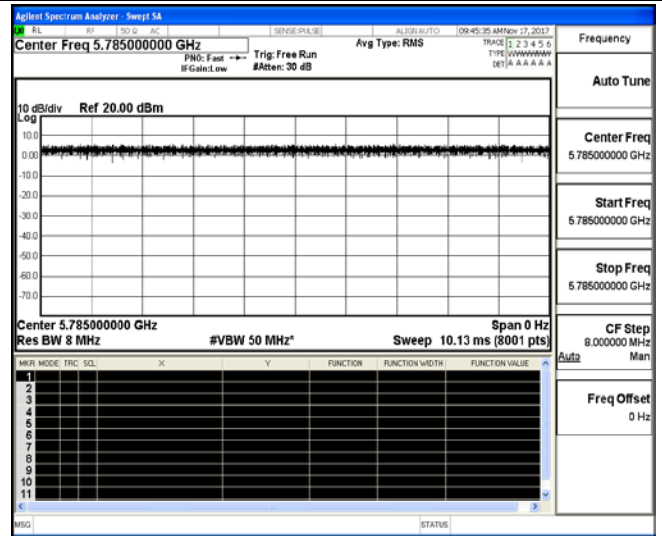 Agilent Spectrum Analyzer - Swept SA
RL RF 50 Ω AC SENSE:PULSE ALIGN AUTO 09:45:35 AM Nov 17, 2017
Center Freq 5.785000000 GHz
PNO: Fast
IFGain:Low
Trig: Free Run
#Atten: 30 dB
Avg Type: RMS
TRACE 1 2 3 4 5 6
TYPE
DET A A A A A A
10 dB/div Ref 20.00 dBm
Log
10.0
0.00
-10.0
-20.0
-30.0
-40.0
-50.0
-60.0
-70.0
Center 5.785000000 GHz Span 0 Hz
Res BW 8 MHz #VBW 50 MHz* Sweep 10.13 ms (8001 pts)
MKR MODE TRC SCL X Y FUNCTION FUNCTION WIDTH FUNCTION VALUE
1
2
3
4
5
6
7
8
9
10
11
MSG STATUS
Frequency
Auto Tune
Center Freq
5.785000000 GHz
Start Freq
5.785000000 GHz
Stop Freq
5.785000000 GHz
CF Step
8.000000 MHz
Auto Man
Freq Offset
0 Hz